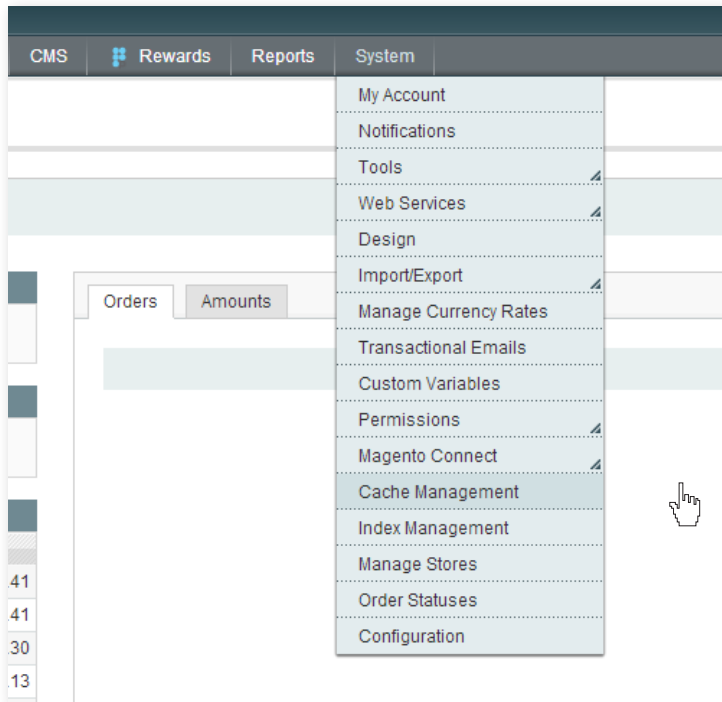 CMS Rewards Reports System
My Account
Notifications
Tools
Web Services
Design
Import/Export
Manage Currency Rates
Transactional Emails
Custom Variables
Permissions
Magento Connect
Cache Management
Index Management
Manage Stores
Order Statuses
Configuration
Orders Amounts
.41
.41
.30
.13